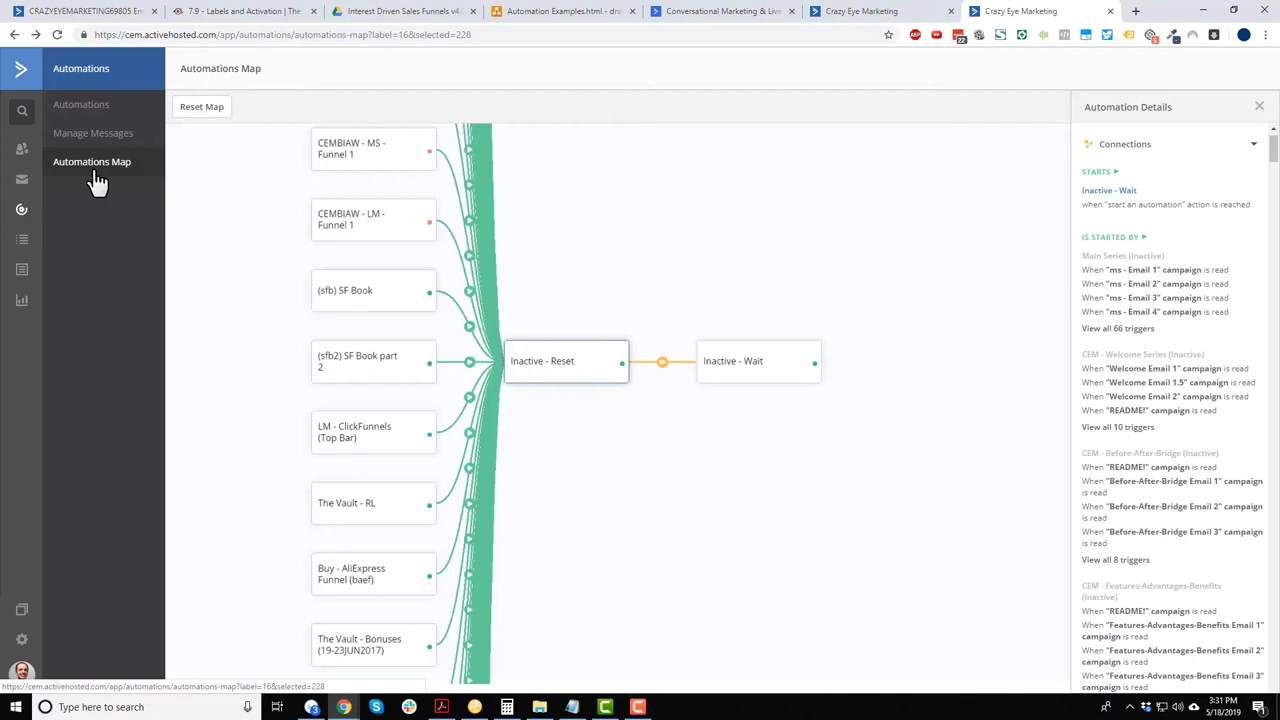 CRAZYEYEMARKETING69805 Em
7.9 - Labels and Activation | The
Interest Driven Sales Funnels v4.
Automation Examples.html - dra
Conversational Marketing & Live
Crazy Eye Marketing
Crazy Eye Marketing
https://cem.activehosted.com/app/automations/automations-map?label=16&selected=228
Automations
Automations Map
Automations
Manage Messages
Automations Map
Reset Map
CEMBIAW - MS -
Funnel 1
CEMBIAW - LM -
Funnel 1
(sfb) SF Book
(sfb2) SF Book part
2
LM - ClickFunnels
(Top Bar)
The Vault - RL
Buy - AliExpress
Funnel (baef)
The Vault - Bonuses
(19-23JUN2017)
Inactive - Reset
Inactive - Wait
Automation Details
Connections
STARTS
Inactive - Wait
when "start an automation" action is reached
IS STARTED BY
Main Series (Inactive)
When "ms - Email 1" campaign is read
When "ms - Email 2" campaign is read
When "ms - Email 3" campaign is read
When "ms - Email 4" campaign is read
View all 66 triggers
CEM - Welcome Series (Inactive)
When "Welcome Email 1" campaign is read
When "Welcome Email 1.5" campaign is read
When "Welcome Email 2" campaign is read
When "README!" campaign is read
View all 10 triggers
CEM - Before-After-Bridge (Inactive)
When "README!" campaign is read
When "Before-After-Bridge Email 1" campaign
is read
When "Before-After-Bridge Email 2" campaign
is read
When "Before-After-Bridge Email 3" campaign
is read
View all 8 triggers
CEM - Features-Advantages-Benefits
(Inactive)
When "README!" campaign is read
When "Features-Advantages-Benefits Email 1"
campaign is read
When "Features-Advantages-Benefits Email 2"
campaign is read
When "Features-Advantages-Benefits Email 3"
campaign is read
https://cem.activehosted.com/app/automations/automations-map?label=16&selected=228
Type here to search
3:31 PM
5/18/2019